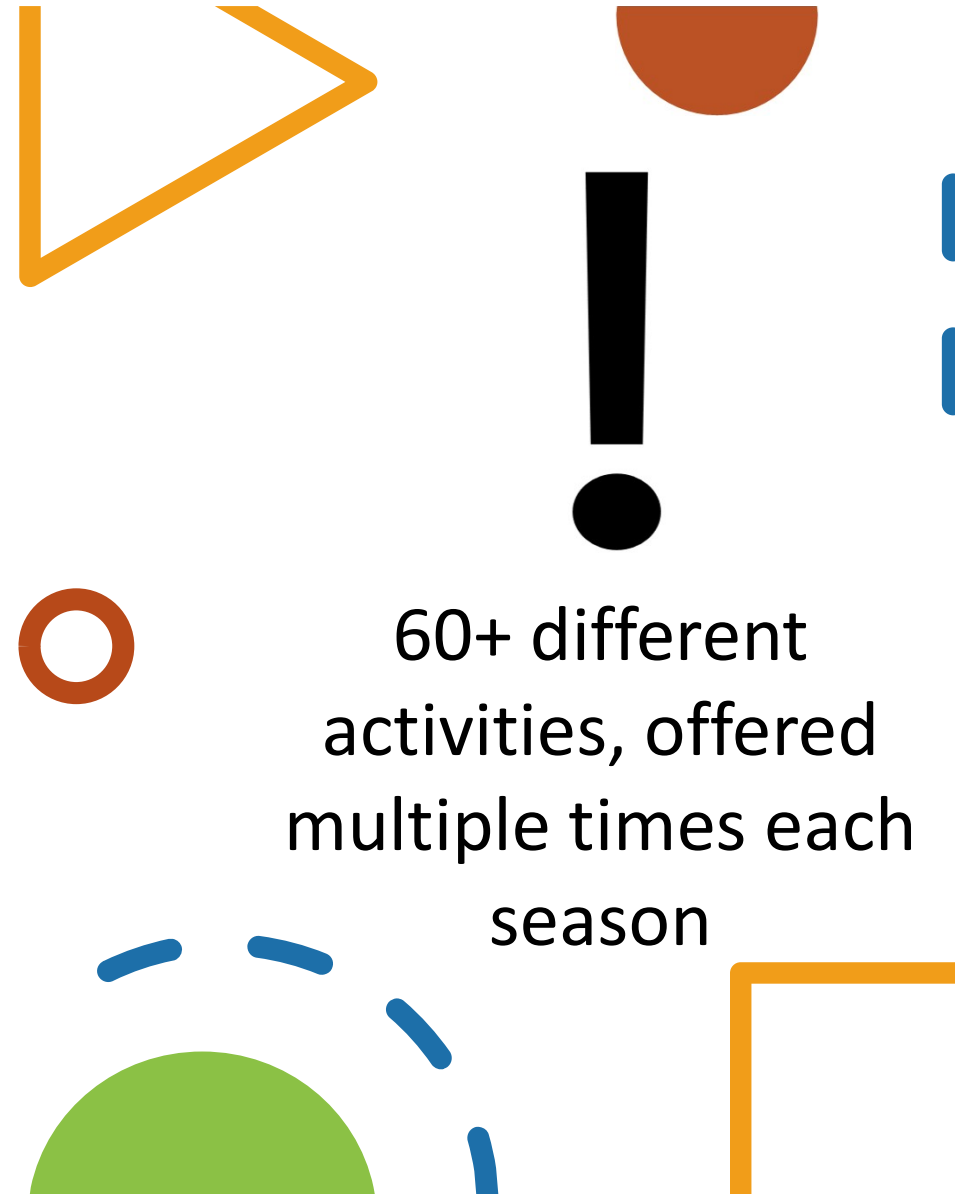 !
60+ different
activities, offered
multiple times each
season